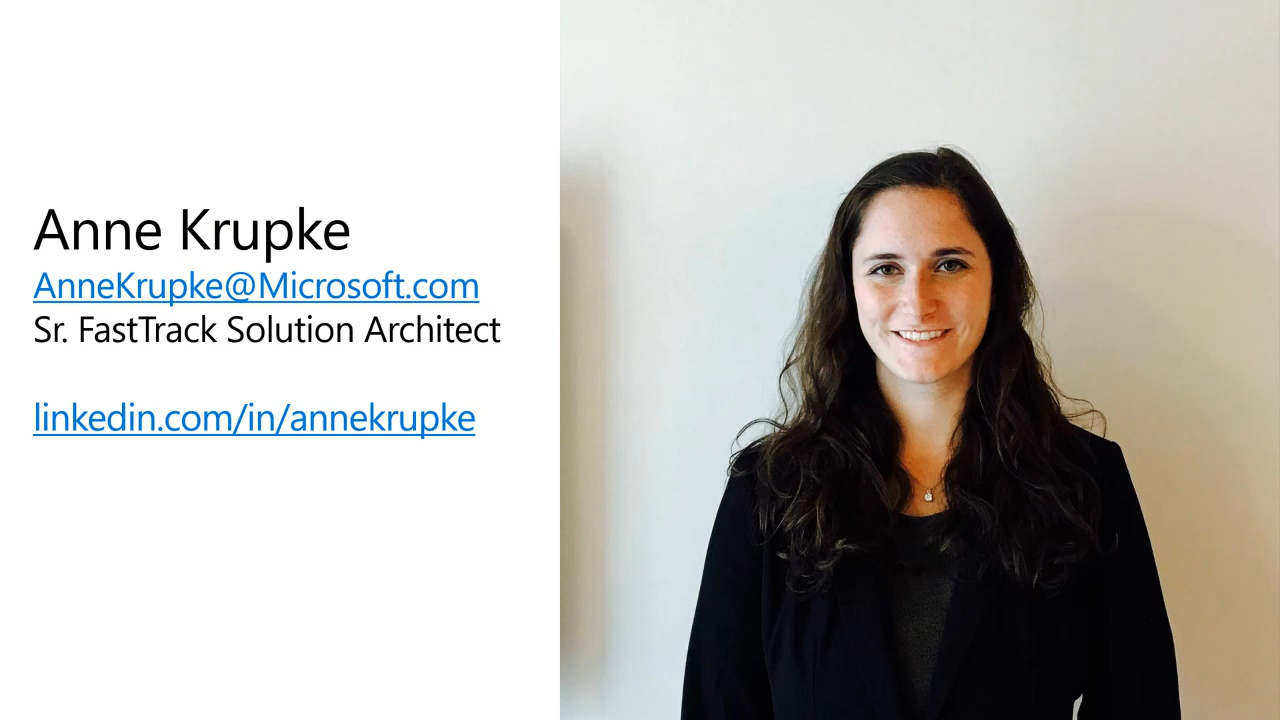 Anne Krupke
AnneKrupke@Microsoft.com
Sr. FastTrack Solution Architect
linkedin.com/in/annekrupke